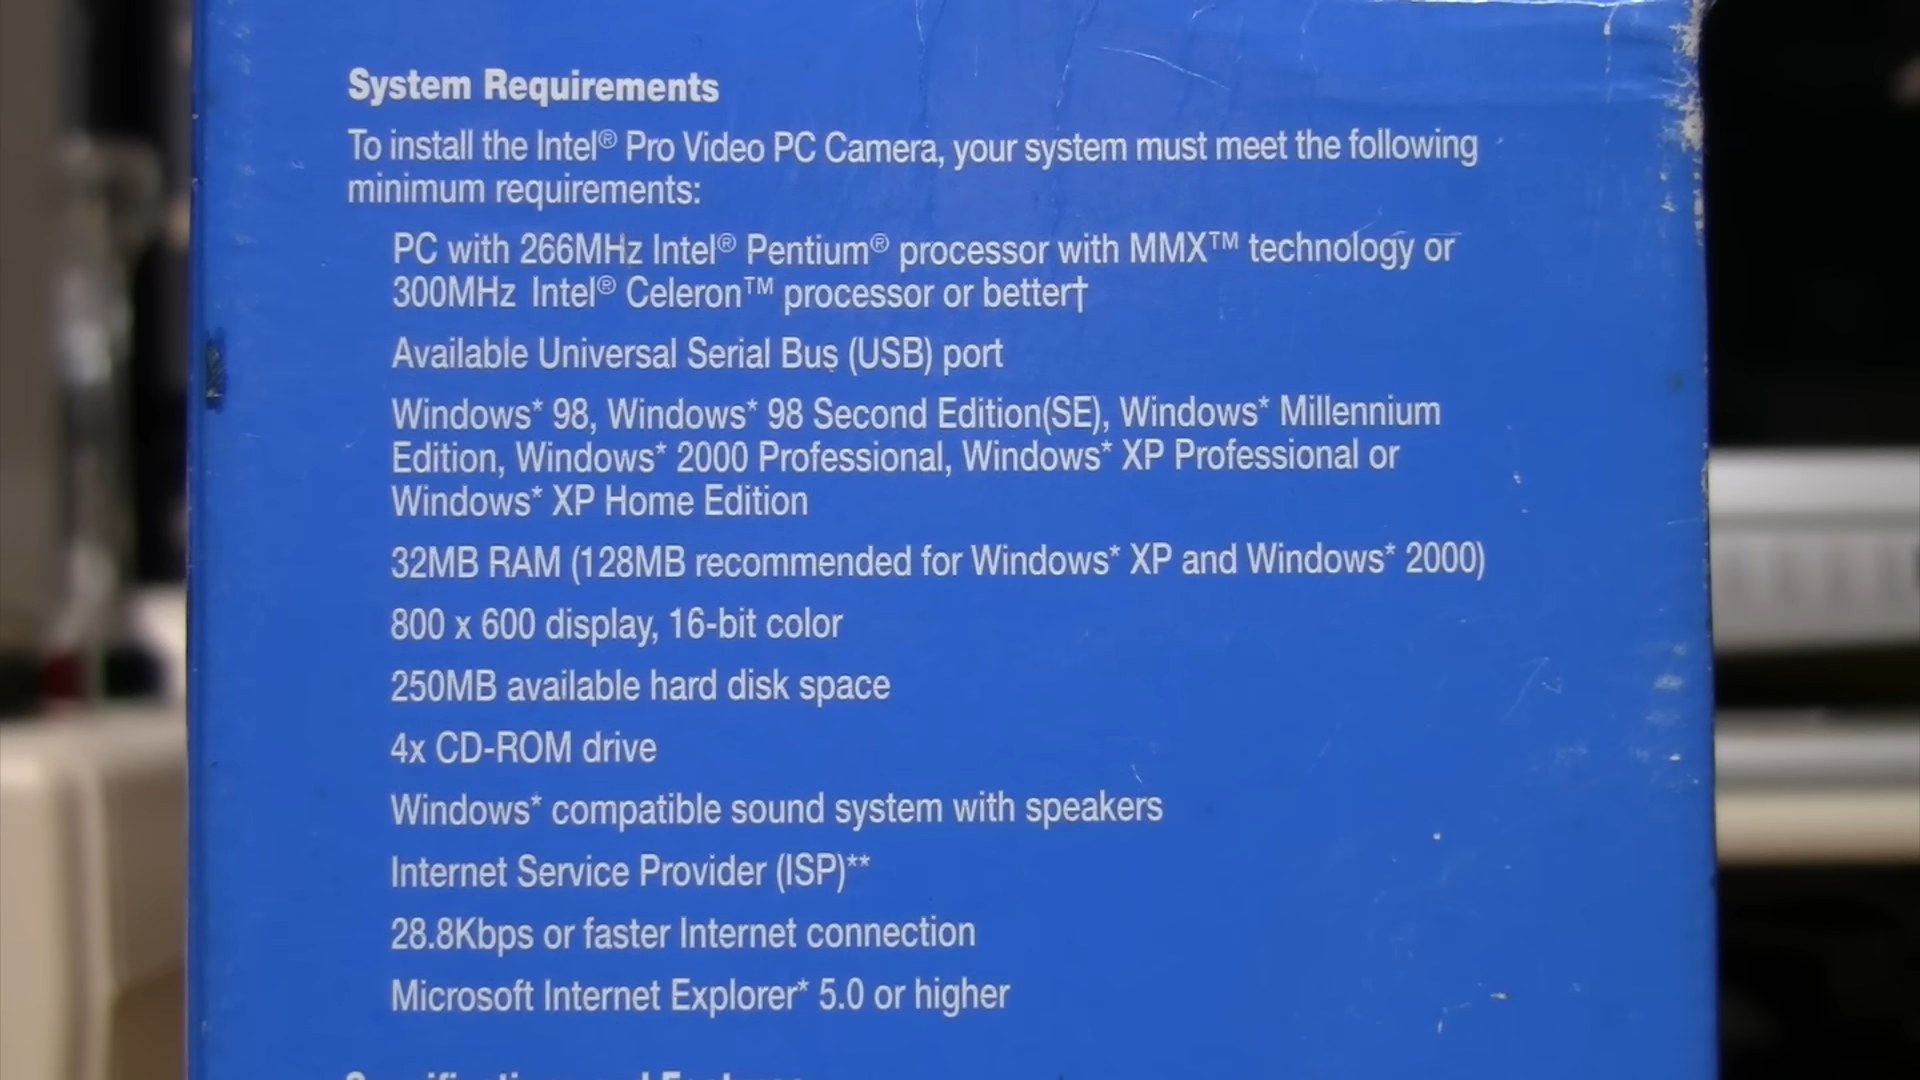 System Requirements
To install the Intel® Pro Video PC Camera, your system must meet the following
minimum requirements:
PC with 266MHz Intel® Pentium® processor with MMX™ technology or
300MHz Intel® Celeron™ processor or better†
Available Universal Serial Bus (USB) port
Windows* 98, Windows* 98 Second Edition(SE), Windows* Millennium
Edition, Windows* 2000 Professional, Windows* XP Professional or
Windows* XP Home Edition
32MB RAM (128MB recommended for Windows* XP and Windows* 2000)
800 x 600 display, 16-bit color
250MB available hard disk space
4x CD-ROM drive
Windows* compatible sound system with speakers
Internet Service Provider (ISP)**
28.8Kbps or faster Internet connection
Microsoft Internet Explorer* 5.0 or higher